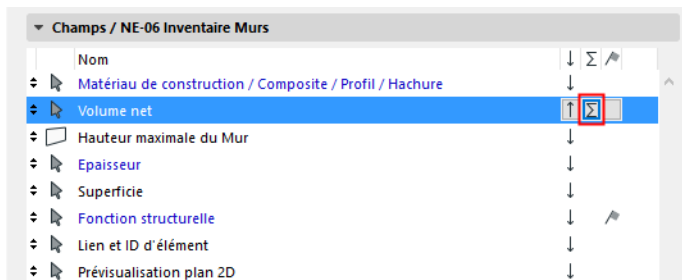 Champs / NE-06 Inventaire Murs
Nom ↓ Σ
Matériau de construction / Composite / Profil / Hachure ↓
Volume net ↑ Σ
Hauteur maximale du Mur ↓
Epaisseur ↓
Superficie ↓
Fonction structurelle ↓
Lien et ID d'élément ↓
Prévisualisation plan 2D ↓